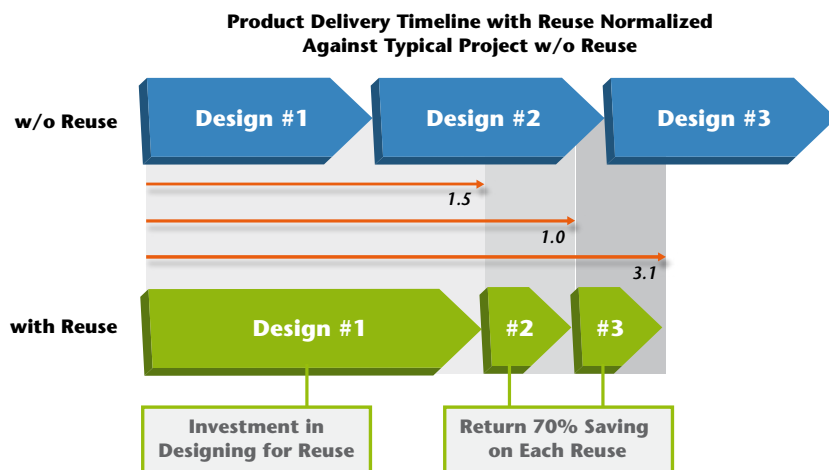 Product Delivery Timeline with Reuse Normalized
Against Typical Project w/o Reuse
w/o Reuse
Design #1
Design #2
Design #3
1.5
1.0
3.1
with Reuse
Design #1
#2
#3
Investment in
Designing for Reuse
Return 70% Saving
on Each Reuse